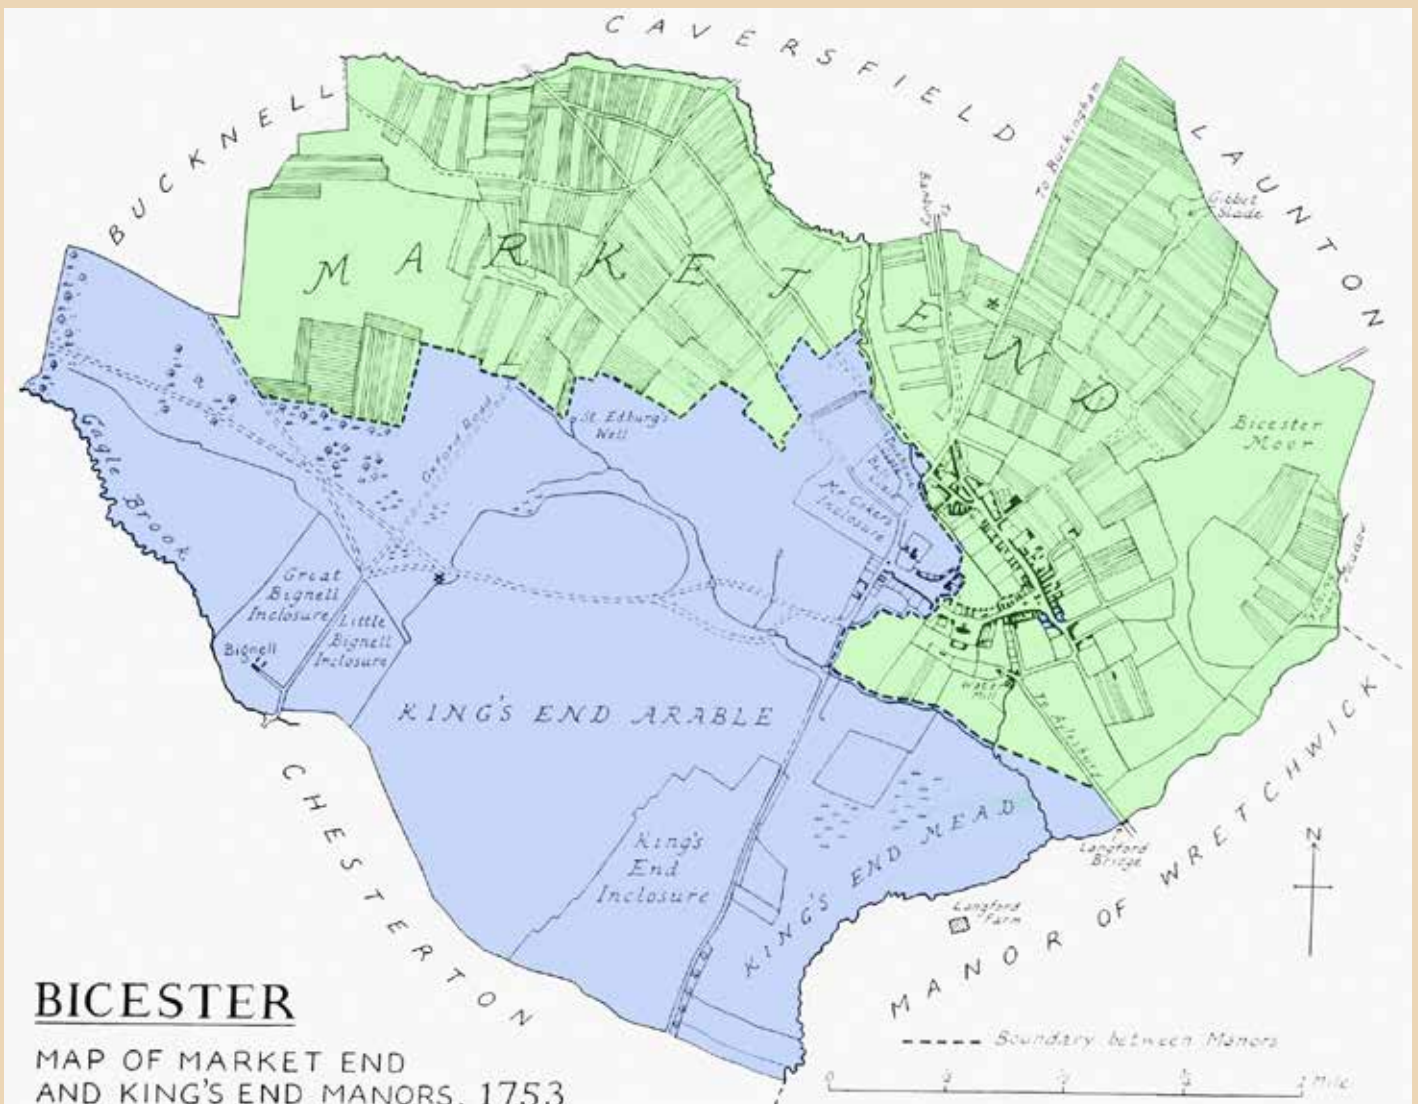 CAVERSFIELD
BUCKNELL
LAUNTON
To Buckingham
To
Banbury
Gibbet
Slade
MARKET END
Bicester
Moor
Oxford Road
St. Edburg's
Well
Gagle Brook
Mr Cokers
Inclosure
Great
Bignell
Inclosure
Little
Bignell
Inclosure
Bignell
Water
Mill
To Aylesbury
KING'S END ARABLE
King's
End
Inclosure
KING'S END MEAD
Langford
Bridge
Langford
Farm
CHESTERTON
MANOR OF WRETCHWICK
N
BICESTER
MAP OF MARKET END
AND KING'S END MANORS, 1753
Boundary between Manors
0 1 Mile